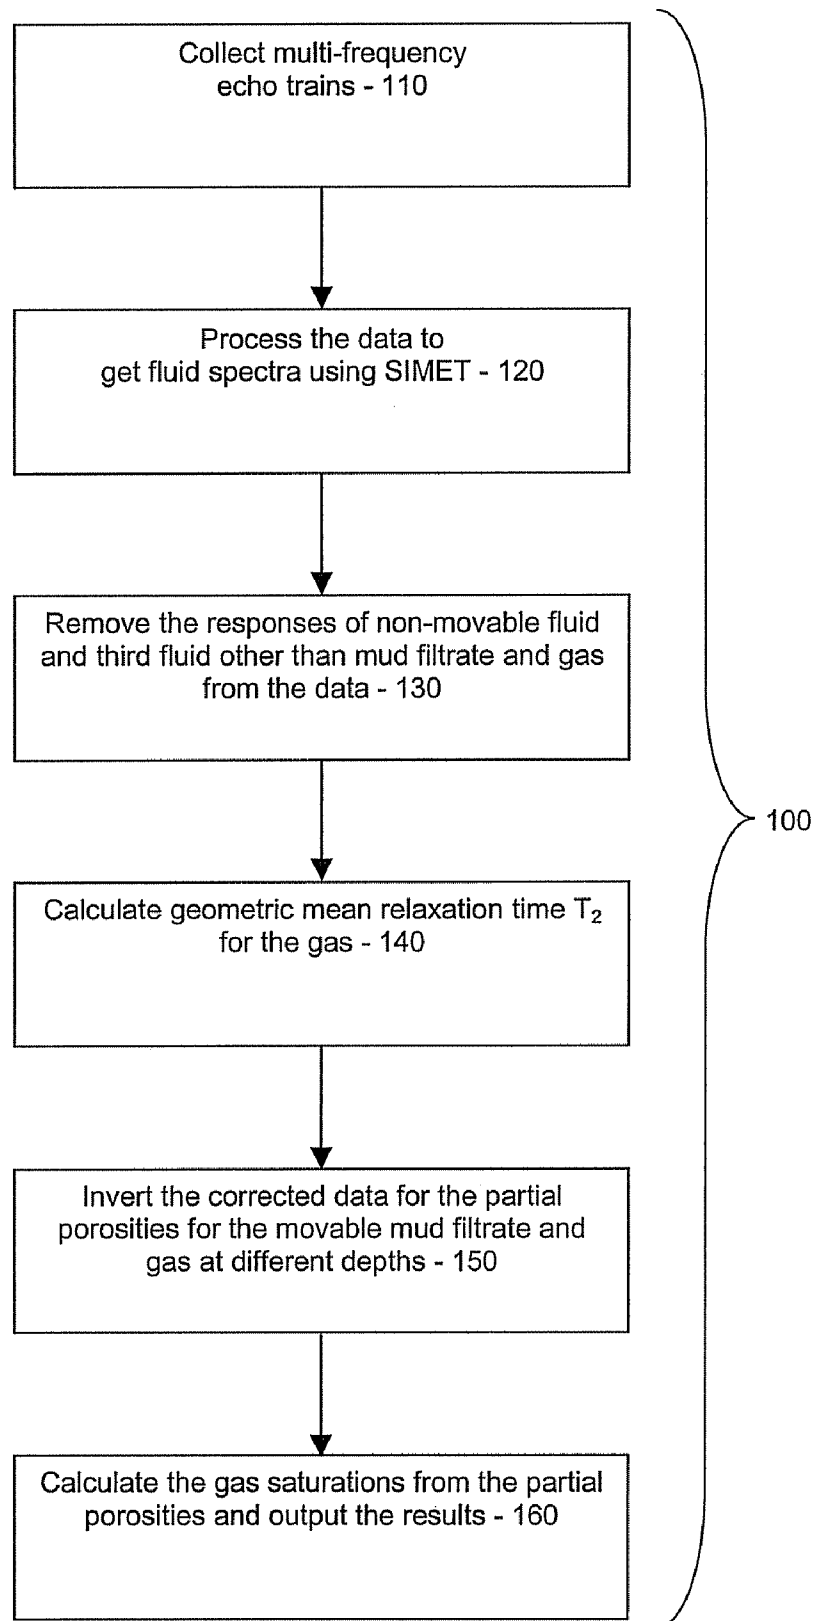 Collect multi-frequency
echo trains - 110
Process the data to
get fluid spectra using SIMET - 120
Remove the responses of non-movable fluid
and third fluid other than mud filtrate and gas
from the data - 130
100
Calculate geometric mean relaxation time T₂
for the gas - 140
Invert the corrected data for the partial
porosities for the movable mud filtrate and
gas at different depths - 150
Calculate the gas saturations from the partial
porosities and output the results - 160